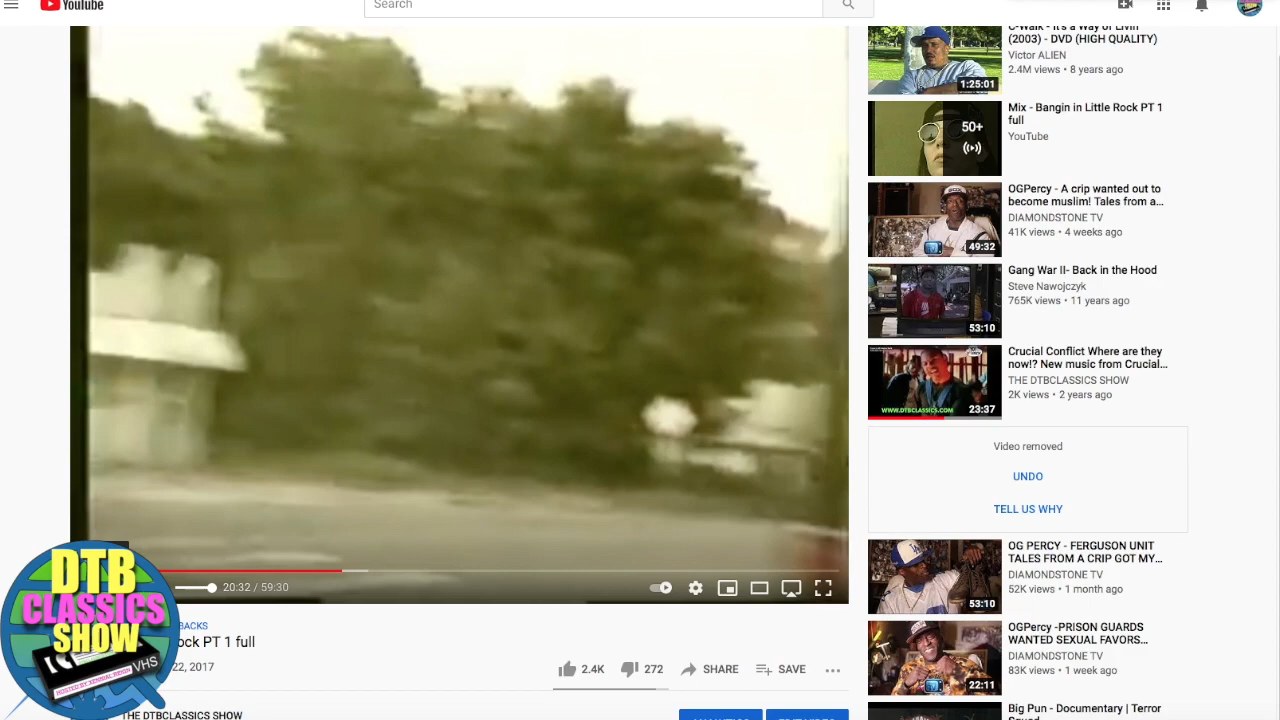 YouTube
Search
C-Walk - It's a Way of Livin'
(2003) - DVD (HIGH QUALITY)
Victor ALIEN
2.4M views • 8 years ago
1:25:01
Mix - Bangin in Little Rock PT 1
full
YouTube
50+
OGPercy - A crip wanted out to
become muslim! Tales from a...
DIAMONDSTONE TV
41K views • 4 weeks ago
49:32
Gang War II- Back in the Hood
Steve Nawojczyk
765K views • 11 years ago
53:10
Crucial Conflict Where are they
now!? New music from Crucial...
THE DTBCLASSICS SHOW
2K views • 2 years ago
WWW.DTBCLASSICS.COM
23:37
Video removed
UNDO
TELL US WHY
OG PERCY - FERGUSON UNIT
TALES FROM A CRIP GOT MY...
DIAMONDSTONE TV
52K views • 1 month ago
53:10
OGPercy -PRISON GUARDS
WANTED SEXUAL FAVORS...
DIAMONDSTONE TV
83K views • 1 week ago
22:11
Big Pun - Documentary | Terror
20:32 / 59:30
BACKS
ock PT 1 full
22, 2017
2.4K
272
SHARE
SAVE
THE DTBCLASSICS SHOW
ANALYTICS
EDIT VIDEO
DTB
CLASSICS
SHOW
VHS